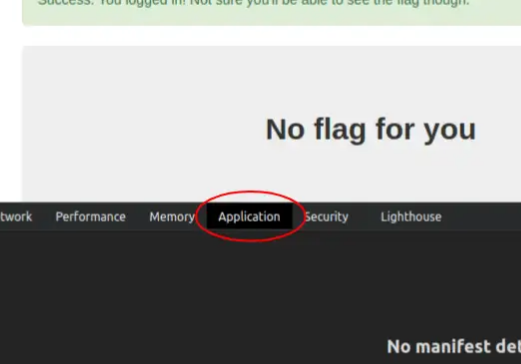 Success: You logged in! Not sure you'll be able to see the flag though.
No flag for you
twork Performance Memory Application Security Lighthouse
No manifest det